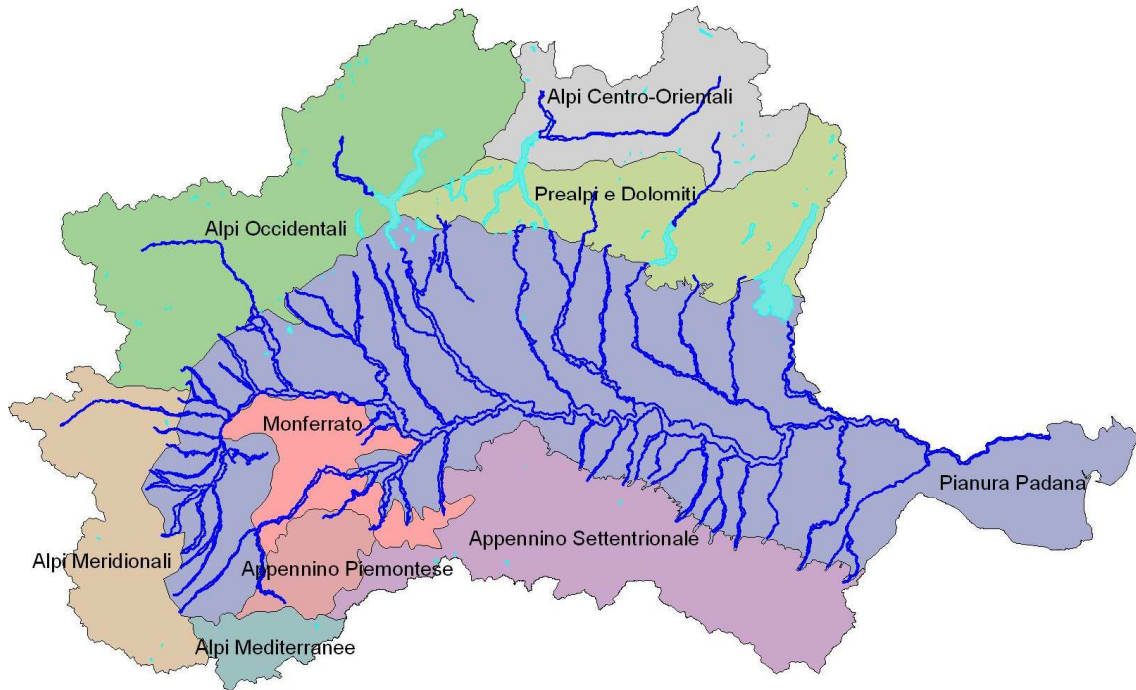 Alpi Centro-Orientali
Prealpi e Dolomiti
Alpi Occidentali
Monferrato
Pianura Padana
Appennino Settentrionale
Alpi Meridionali
Appennino Piemontese
Alpi Mediterranee